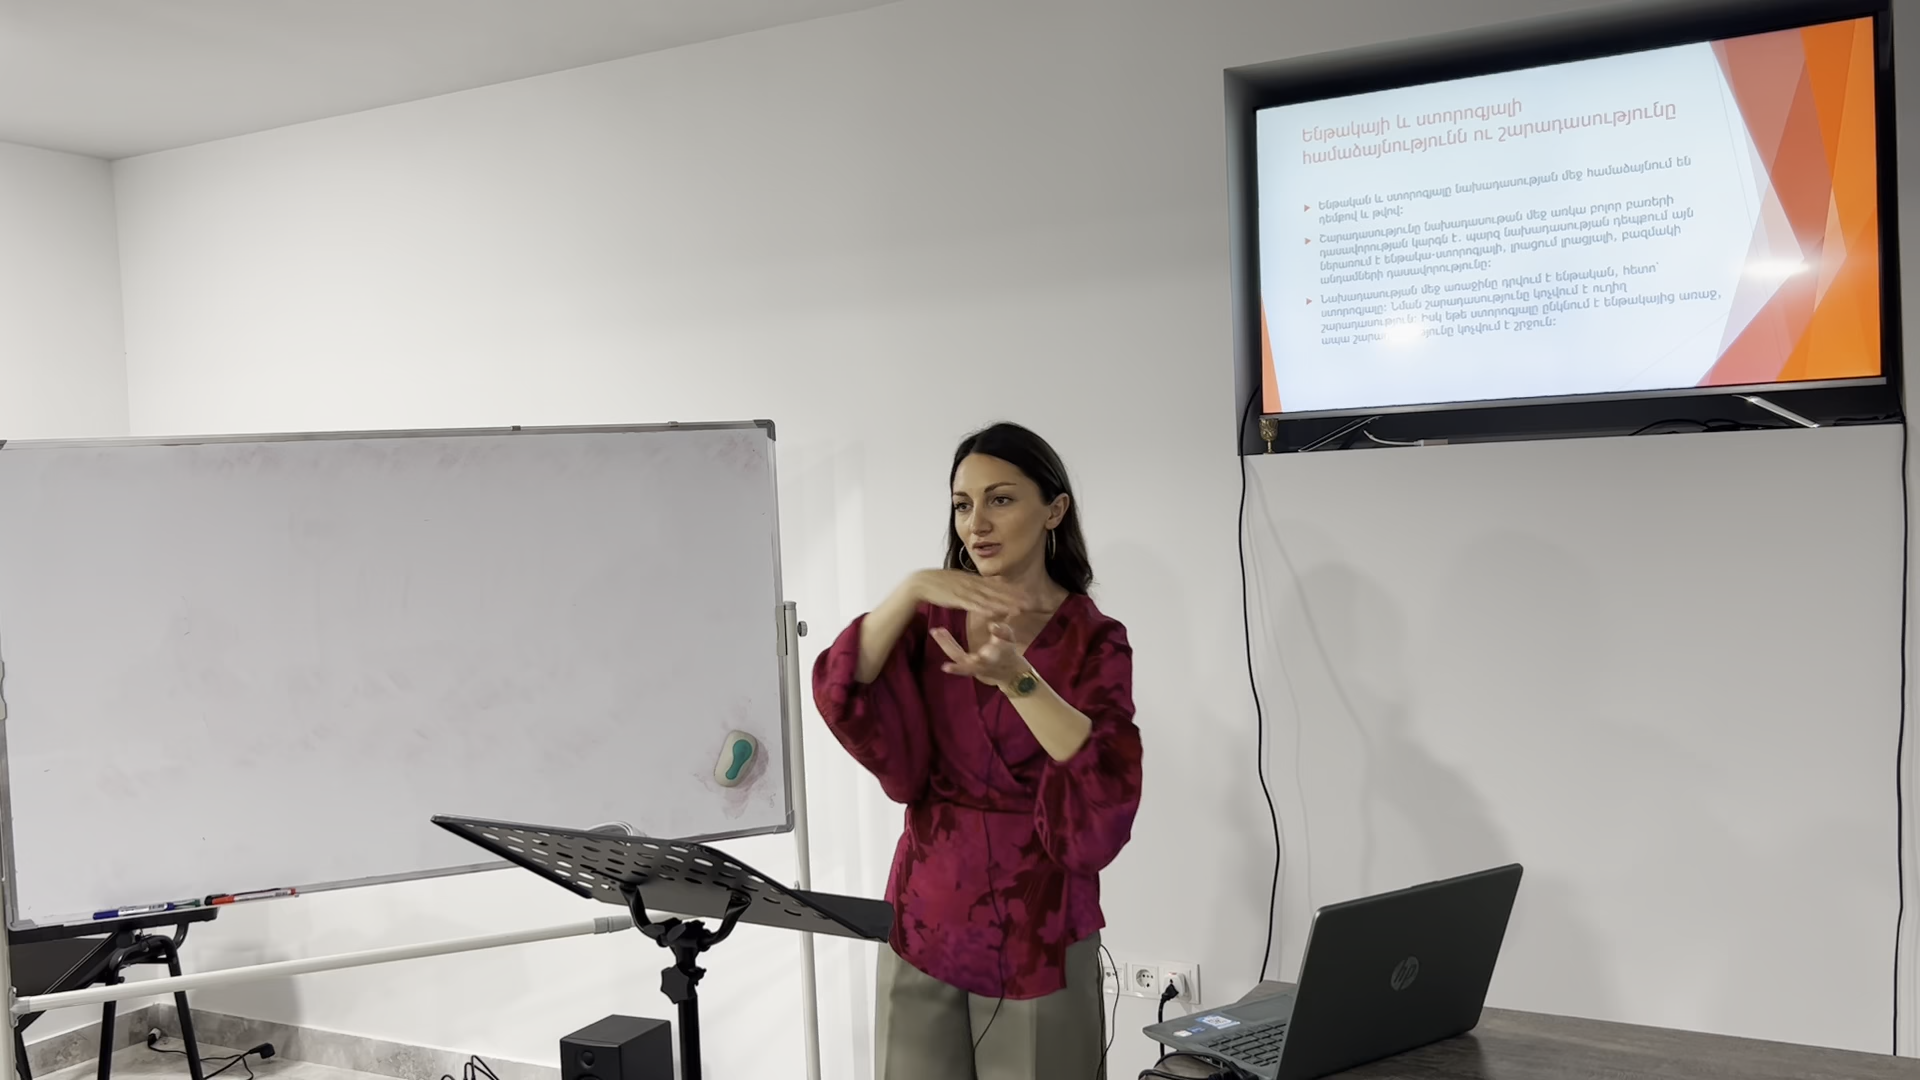 Ենթակայի և ստորոգյալի
համաձայնությունն ու շարադասությունը
Ենթական և ստորոգյալը նախադասության մեջ համաձայնում են
դեմքով և թվով:
Շարադասությունը նախադասութան մեջ առկա բոլոր բառերի
դասավորության կարգն է. պարզ նախադասության դեպքում այն
ներառում է ենթակա-ստորոգյալի, լրացում լրացյալի, բազմակի
անդամների դասավորությունը:
Նախադասության մեջ առաջինը դրվում է ենթական, հետո՝
ստորոգյալը: Նման շարադասությունը կոչվում է ուղիղ
շարադասություն: Իսկ եթե ստորոգյալը ընկնում է ենթակայից առաջ,
ապա կոչվում է շրջուն:
hp